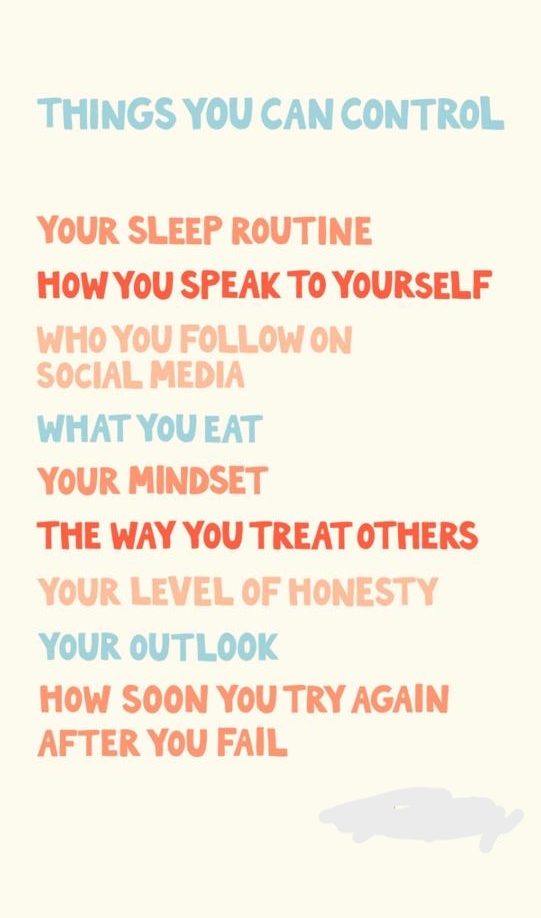 THINGS YOU CAN CONTROL
YOUR SLEEP ROUTINE
HOW YOU SPEAK TO YOURSELF
WHO YOU FOLLOW ON
SOCIAL MEDIA
WHAT YOU EAT
YOUR MINDSET
THE WAY YOU TREAT OTHERS
YOUR LEVEL OF HONESTY
YOUR OUTLOOK
HOW SOON YOU TRY AGAIN
AFTER YOU FAIL